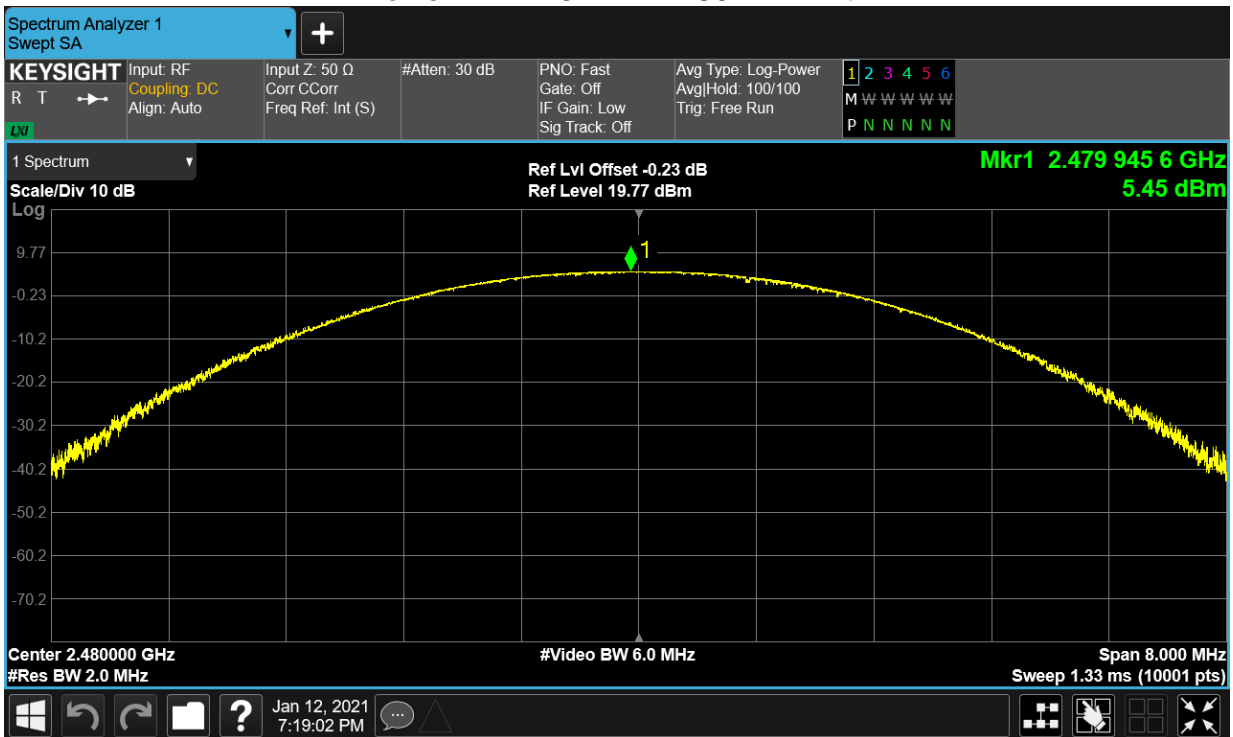 Spectrum Analyzer 1
Swept SA
KEYSIGHT
R T
LXI
Input: RF
Coupling: DC
Align: Auto
Input Z: 50 Ω
Corr CCorr
Freq Ref: Int (S)
#Atten: 30 dB
PNO: Fast
Gate: Off
IF Gain: Low
Sig Track: Off
Avg Type: Log-Power
Avg|Hold: 100/100
Trig: Free Run
1 2 3 4 5 6
M W W W W W
P N N N N N
1 Spectrum
Scale/Div 10 dB
Ref Lvl Offset -0.23 dB
Ref Level 19.77 dBm
Mkr1 2.479 945 6 GHz
5.45 dBm
Log
1
9.77
-0.23
-10.2
-20.2
-30.2
-40.2
-50.2
-60.2
-70.2
Center 2.480000 GHz
#Res BW 2.0 MHz
#Video BW 6.0 MHz
Span 8.000 MHz
Sweep 1.33 ms (10001 pts)
?
Jan 12, 2021
7:19:02 PM